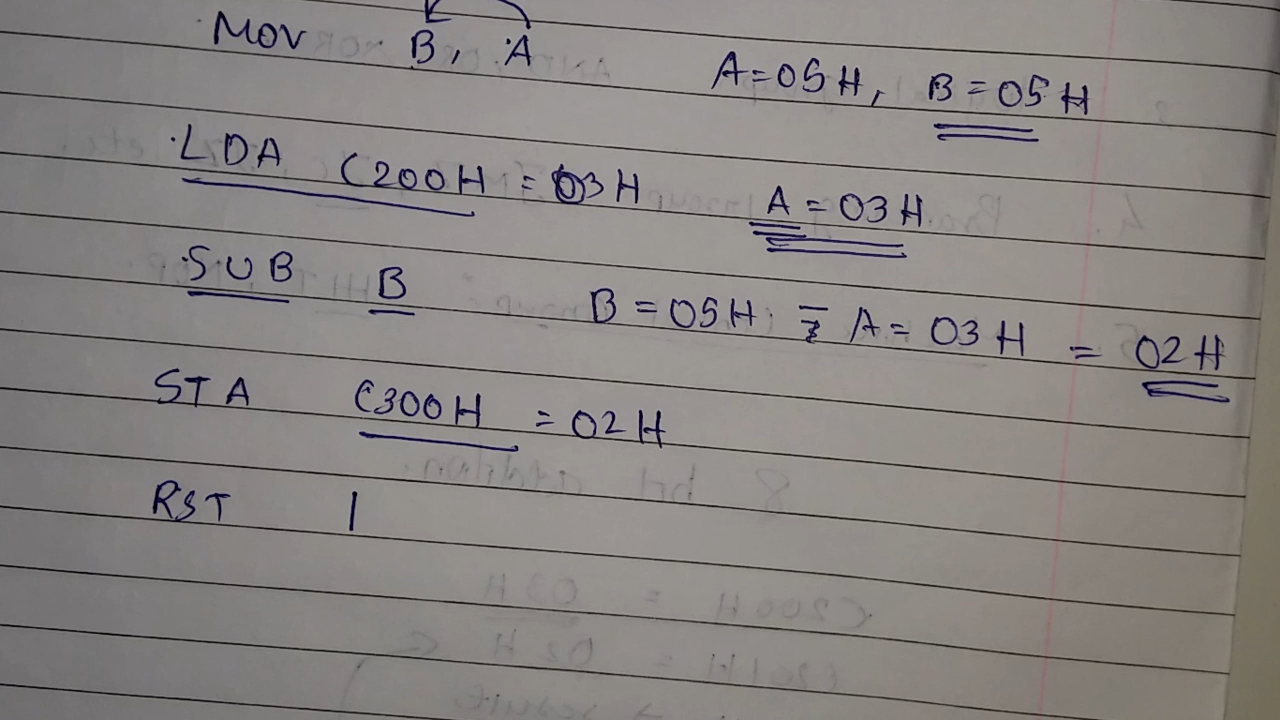 MOV B, A A=05H, B=05H
LDA C200H = 03H A = 03H
SUB B B = 05H - A = 03H = 02H
STA C300H = 02H
RST 1